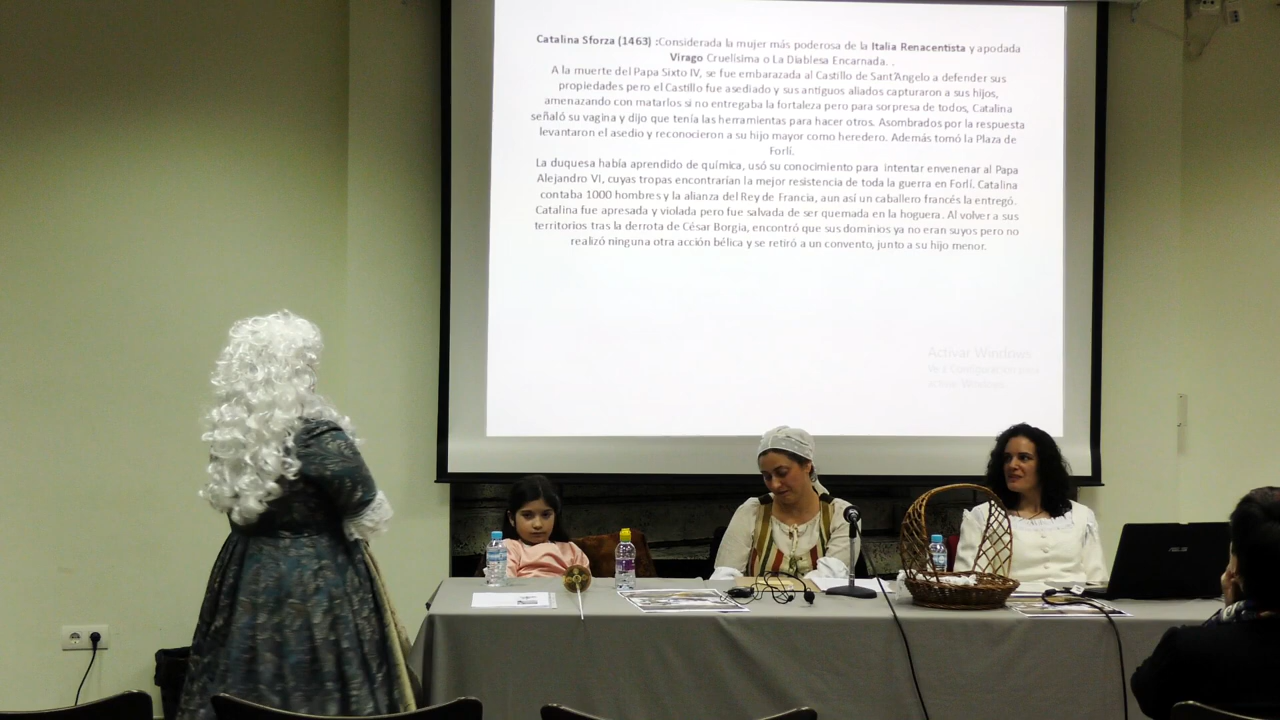 Catalina Sforza (1463) :Considerada la mujer más poderosa de la Italia Renacentista y apodada
Virago Cruelisima o La Diablesa Encarnada. .
A la muerte del Papa Sixto IV, se fue embarazada al Castillo de Sant'Angelo a defender sus
propiedades pero el Castillo fue asediado y sus antiguos aliados capturaron a sus hijos,
amenazando con matarlos si no entregaba la fortaleza pero para sorpresa de todos, Catalina
señaló su vagina y dijo que tenía las herramientas para hacer otros. Asombrados por la respuesta
levantaron el asedio y reconocieron a su hijo mayor como heredero. Además tomó la Plaza de
Forlí.
La duquesa había aprendido de química, usó su conocimiento para intentar envenenar al Papa
Alejandro VI, cuyas tropas encontrarían la mejor resistencia de toda la guerra en Forlí. Catalina
contaba 1000 hombres y la alianza del Rey de Francia, aun así un caballero francés la entregó.
Catalina fue apresada y violada pero fue salvada de ser quemada en la hoguera. Al volver a sus
territorios tras la derrota de César Borgia, encontró que sus dominios ya no eran suyos pero no
realizó ninguna otra acción bélica y se retiró a un convento, junto a su hijo menor.
Activar Windows
Ve a Configuración para
activar Windows.
ASUS